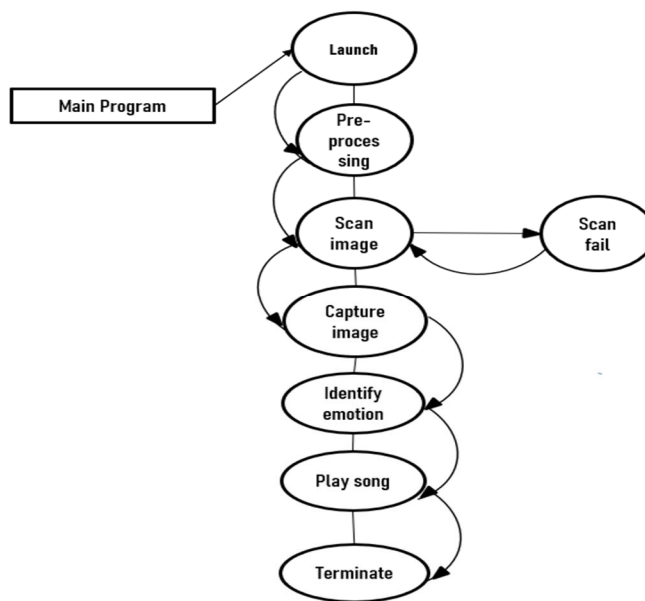 Launch
Main Program
Pre-
proces
sing
Scan
image
Scan
fail
Capture
image
Identify
emotion
Play song
Terminate